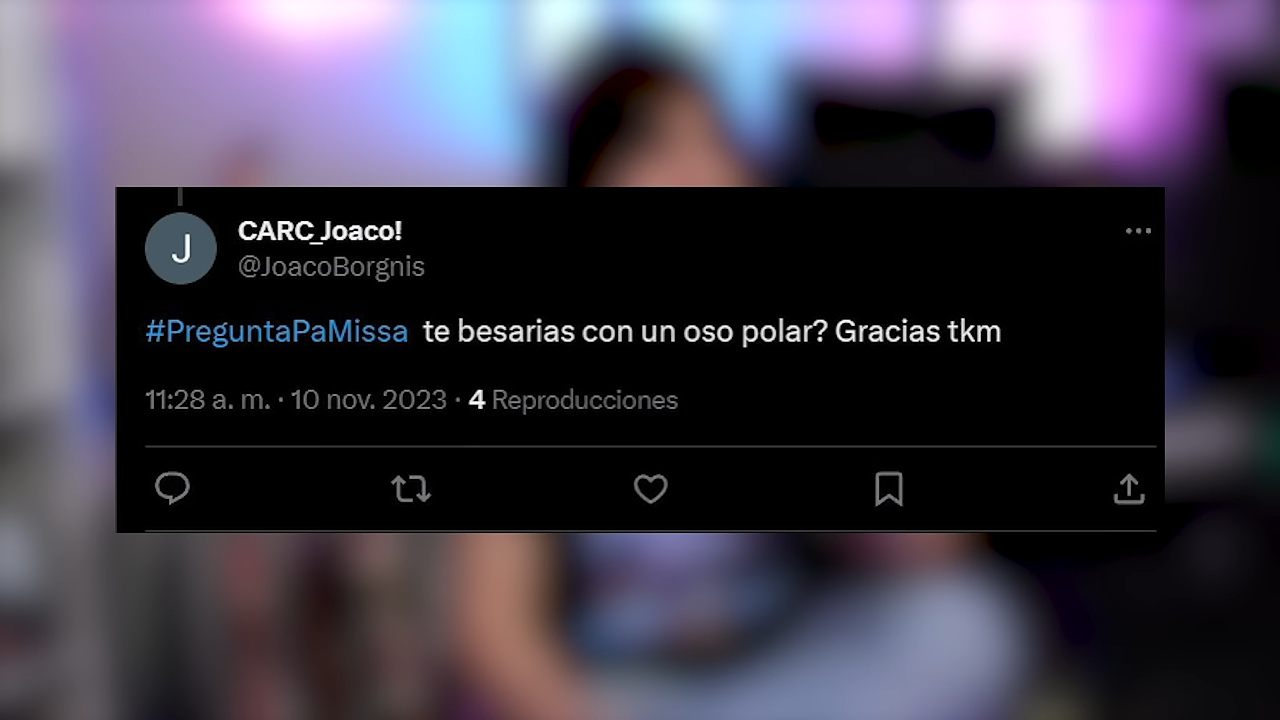 J
CARC_Joaco!
@JoacoBorgnis
#PreguntaPaMissa te besarias con un oso polar? Gracias tkm
11:28 a. m. · 10 nov. 2023 · 4 Reproducciones